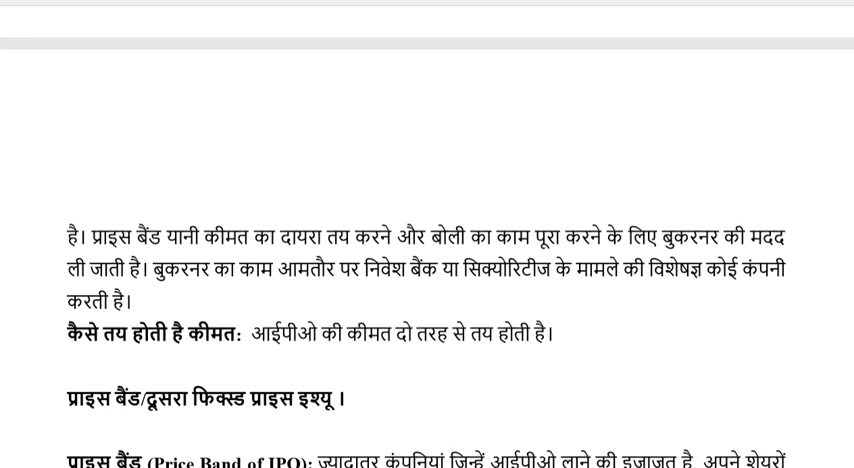 है। प्राइस बैंड यानी कीमत का दायरा तय करने और बोली का काम पूरा करने के लिए बुकरनर की मदद
ली जाती है। बुकरनर का काम आमतौर पर निवेश बैंक या सिक्योरिटीज के मामले की विशेषज्ञ कोई कंपनी
करती है।
कैसे तय होती है कीमत: आईपीओ की कीमत दो तरह से तय होती है।
प्राइस बैंड/दूसरा फिक्स्ड प्राइस इश्यू ।
प्राइस बैंड (Price Band of IPO): ज्यादातर कंपनियां जिन्हें आईपीओ लाने की इजाजत है, अपने शेयरों